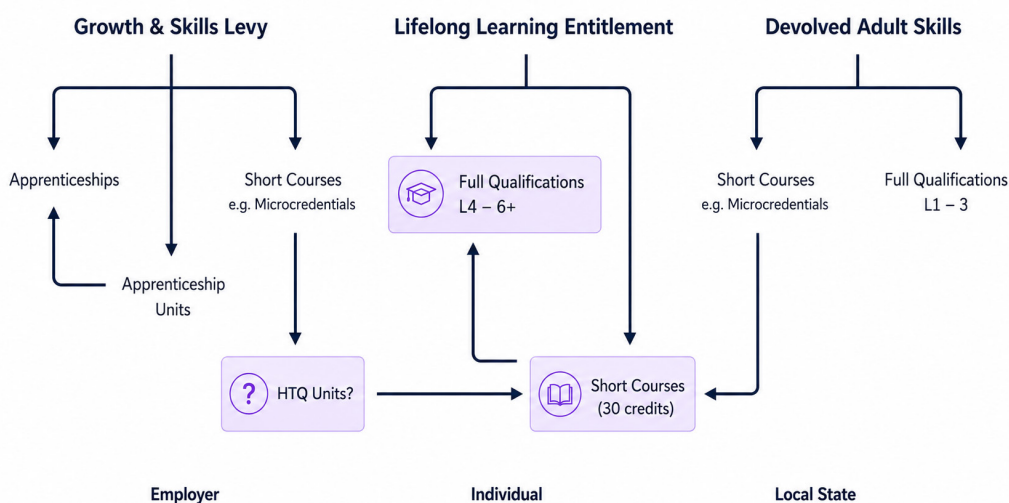 Growth & Skills Levy
Lifelong Learning Entitlement
Devolved Adult Skills
Apprenticeships
Short Courses
e.g. Microcredentials
Full Qualifications
L4 – 6+
Short Courses
e.g. Microcredentials
Full Qualifications
L1 – 3
Apprenticeship
Units
? HTQ Units?
Short Courses
(30 credits)
Employer
Individual
Local State